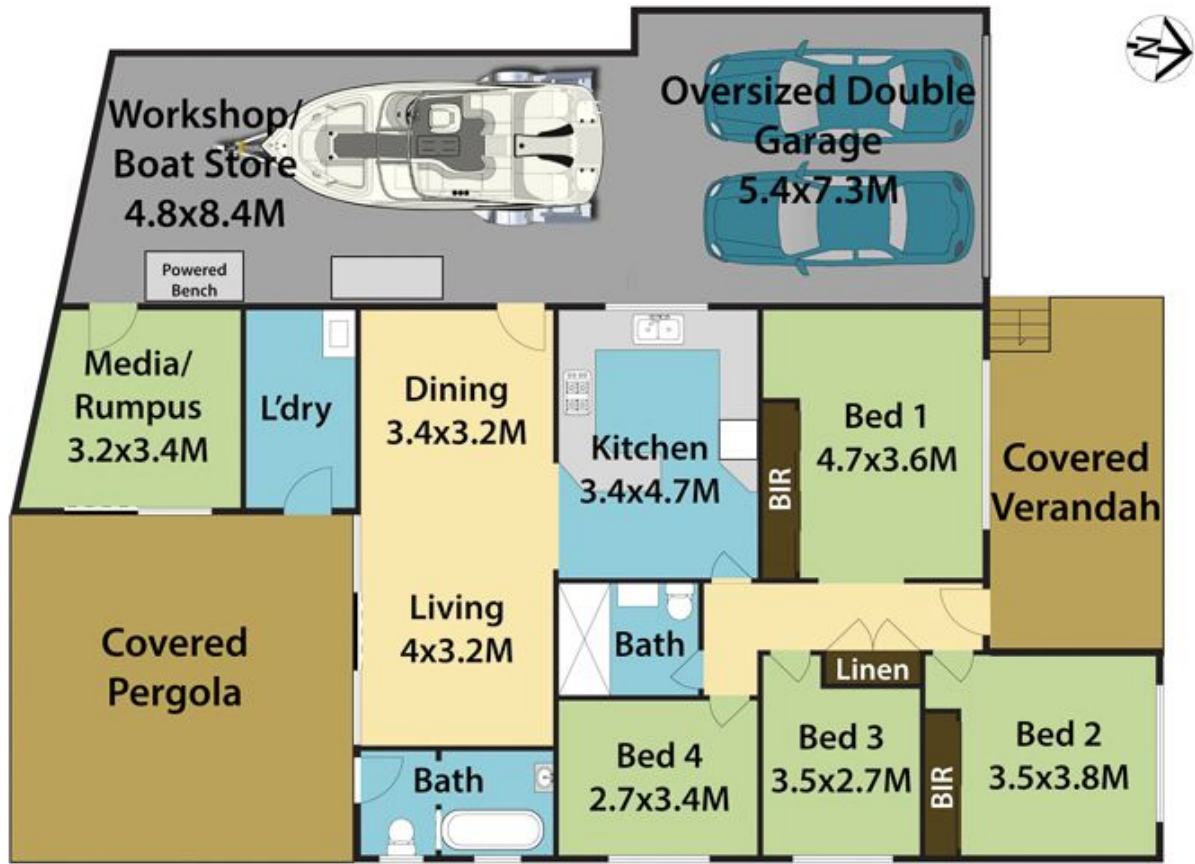 N
Workshop/
Boat Store
4.8x8.4M
Oversized Double
Garage
5.4x7.3M
Powered
Bench
Media/
Rumpus
3.2x3.4M
L'dry
Dining
3.4x3.2M
Kitchen
3.4x4.7M
BIR
Bed 1
4.7x3.6M
Covered
Verandah
Covered
Pergola
Living
4x3.2M
Bath
Linen
Bath
Bed 4
2.7x3.4M
Bed 3
3.5x2.7M
BIR
Bed 2
3.5x3.8M